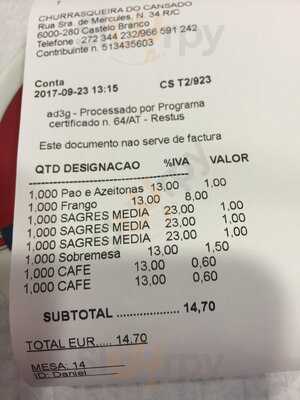 CHURRASQUEIRA DO CANSADO
Rua Sra. de Mercules, N. 34 R/C
6000-280 Castelo Branco
Telefone : 272 344 232/966 591 242
Contribuinte n. 513435603
Conta
2017-09-23 13:15 CS T2/923
ad3g - Processado por Programa
certificado n. 64/AT - Restus
Este documento nao serve de factura
QTD DESIGNACAO %IVA VALOR
1,000 Pao e Azeitonas 13,00 1,00
1,000 Frango 13,00 8,00
1,000 SAGRES MEDIA 23,00 1,00
1,000 SAGRES MEDIA 23,00 1,00
1,000 SAGRES MEDIA 23,00 1,00
1,000 Sobremesa 13,00 1,50
1,000 CAFE 13,00 0,60
1,000 CAFE 13,00 0,60
SUBTOTAL ............... 14,70
TOTAL EUR..... 14,70
MESA: 14
ID: Daniel